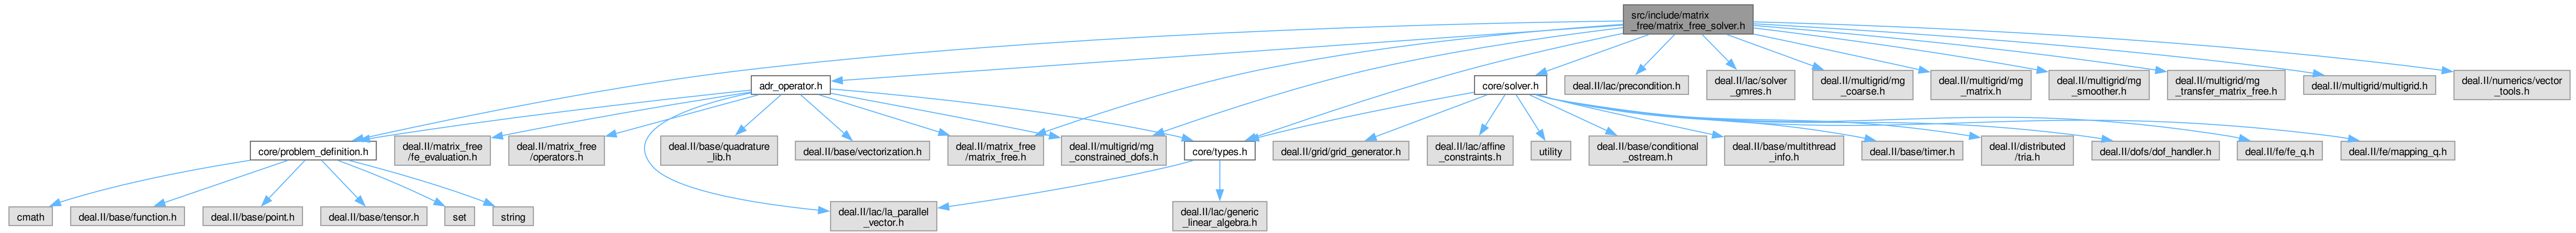 src/include/matrix
_free/matrix_free_solver.h
adr_operator.h
core/solver.h
deal.II/lac/precondition.h
deal.II/lac/solver
_gmres.h
deal.II/multigrid/mg
_coarse.h
deal.II/multigrid/mg
_matrix.h
deal.II/multigrid/mg
_smoother.h
deal.II/multigrid/mg
_transfer_matrix_free.h
deal.II/multigrid/multigrid.h
deal.II/numerics/vector
_tools.h
core/problem_definition.h
deal.II/matrix_free
/fe_evaluation.h
deal.II/matrix_free
/operators.h
deal.II/base/quadrature
_lib.h
deal.II/base/vectorization.h
deal.II/matrix_free
/matrix_free.h
deal.II/multigrid/mg
_constrained_dofs.h
core/types.h
deal.II/grid/grid_generator.h
deal.II/lac/affine
_constraints.h
utility
deal.II/base/conditional
_ostream.h
deal.II/base/multithread
_info.h
deal.II/base/timer.h
deal.II/distributed
/tria.h
deal.II/dofs/dof_handler.h
deal.II/fe/fe_q.h
deal.II/fe/mapping_q.h
cmath
deal.II/base/function.h
deal.II/base/point.h
deal.II/base/tensor.h
set
string
deal.II/lac/la_parallel
_vector.h
deal.II/lac/generic
_linear_algebra.h